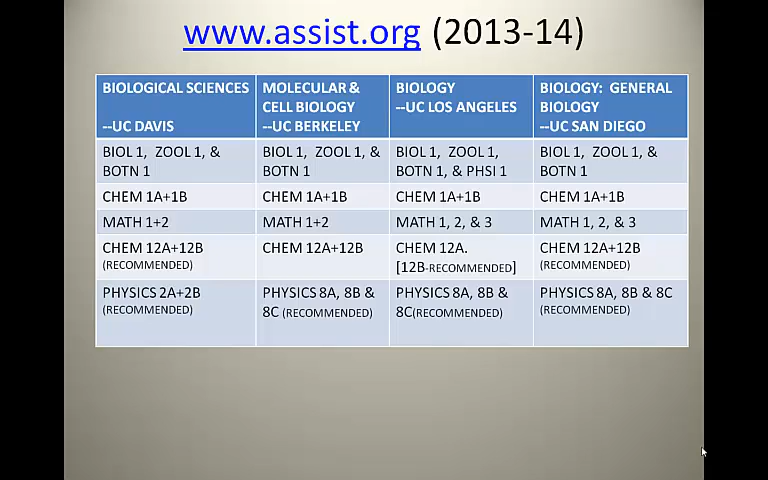 www.assist.org (2013-14)
BIOLOGICAL SCIENCES
--UC DAVIS
MOLECULAR &
CELL BIOLOGY
--UC BERKELEY
BIOLOGY
--UC LOS ANGELES
BIOLOGY: GENERAL
BIOLOGY
--UC SAN DIEGO
BIOL 1, ZOOL 1, &
BOTN 1
BIOL 1, ZOOL 1, &
BOTN 1
BIOL 1, ZOOL 1,
BOTN 1, & PHSI 1
BIOL 1, ZOOL 1, &
BOTN 1
CHEM 1A+1B
CHEM 1A+1B
CHEM 1A+1B
CHEM 1A+1B
MATH 1+2
MATH 1+2
MATH 1, 2, & 3
MATH 1, 2, & 3
CHEM 12A+12B
(RECOMMENDED)
CHEM 12A+12B
CHEM 12A.
[12B-RECOMMENDED]
CHEM 12A+12B
(RECOMMENDED)
PHYSICS 2A+2B
(RECOMMENDED)
PHYSICS 8A, 8B &
8C (RECOMMENDED)
PHYSICS 8A, 8B &
8C(RECOMMENDED)
PHYSICS 8A, 8B & 8C
(RECOMMENDED)